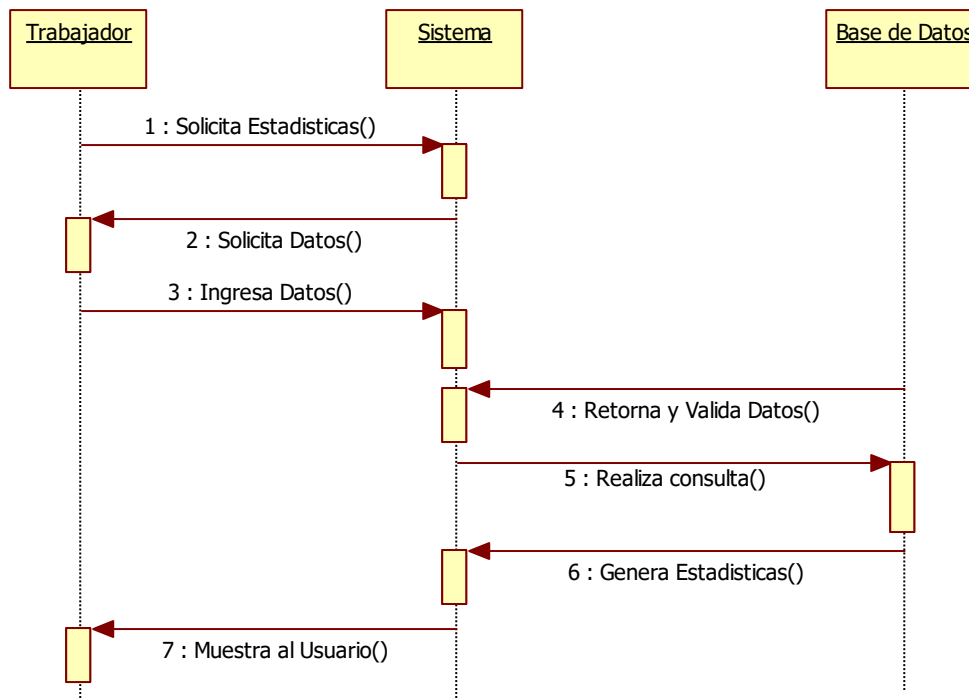 Trabajador
Sistema
Base de Datos
1 : Solicita Estadisticas()
2 : Solicita Datos()
3 : Ingresa Datos()
4 : Retorna y Valida Datos()
5 : Realiza consulta()
6 : Genera Estadisticas()
7 : Muestra al Usuario()